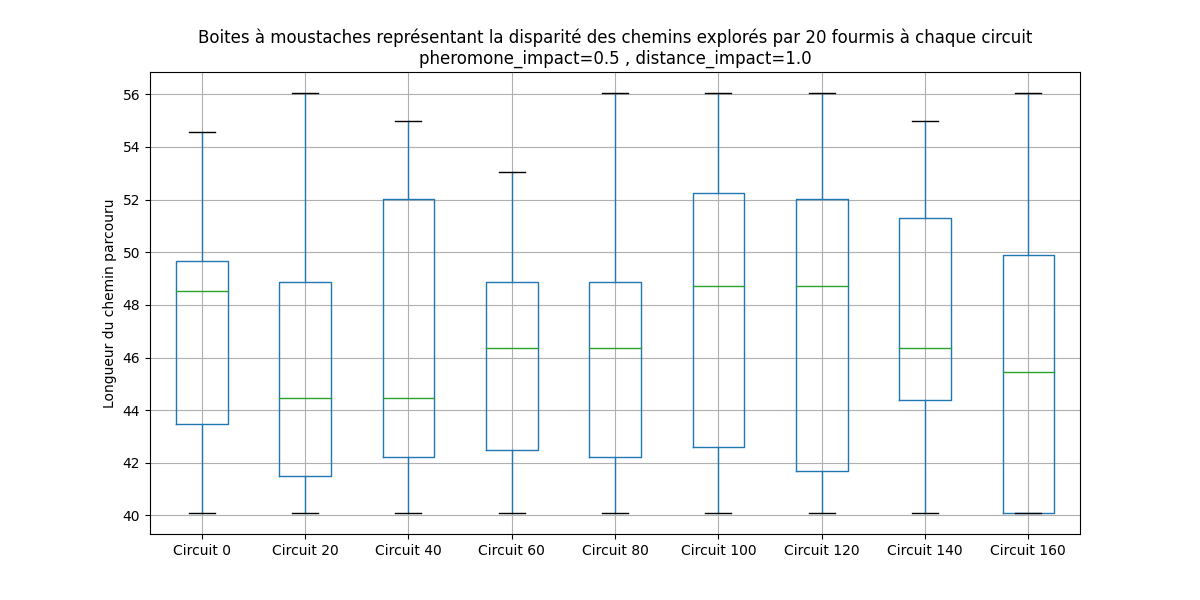 Boites à moustaches représentant la disparité des chemins explorés par 20 fourmis à chaque circuit
pheromone_impact=0.5 , distance_impact=1.0
56
54
52
50
48
46
44
42
40
Longueur du chemin parcouru
Circuit 0 Circuit 20 Circuit 40 Circuit 60 Circuit 80 Circuit 100 Circuit 120 Circuit 140 Circuit 160